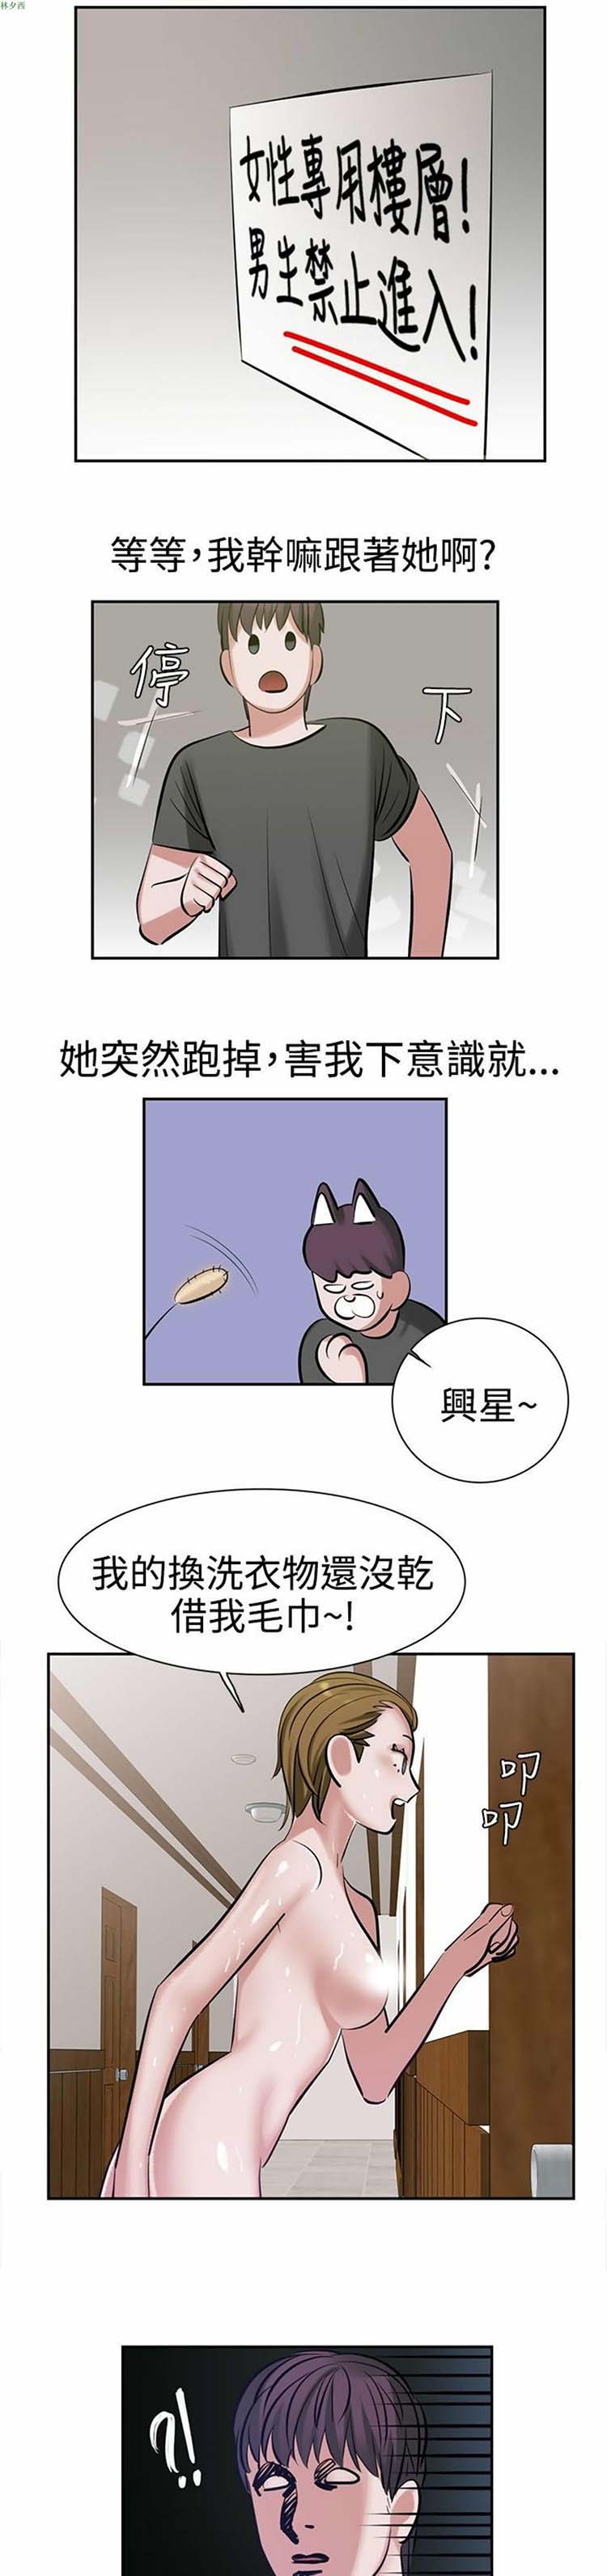 林夕西
女性專用樓層!
男生禁止進入!
等等,我幹嘛跟著她啊?
停
下
她突然跑掉,害我下意識就...
興星~
我的換洗衣物還沒乾
借我毛巾~!
叩
叩
?!